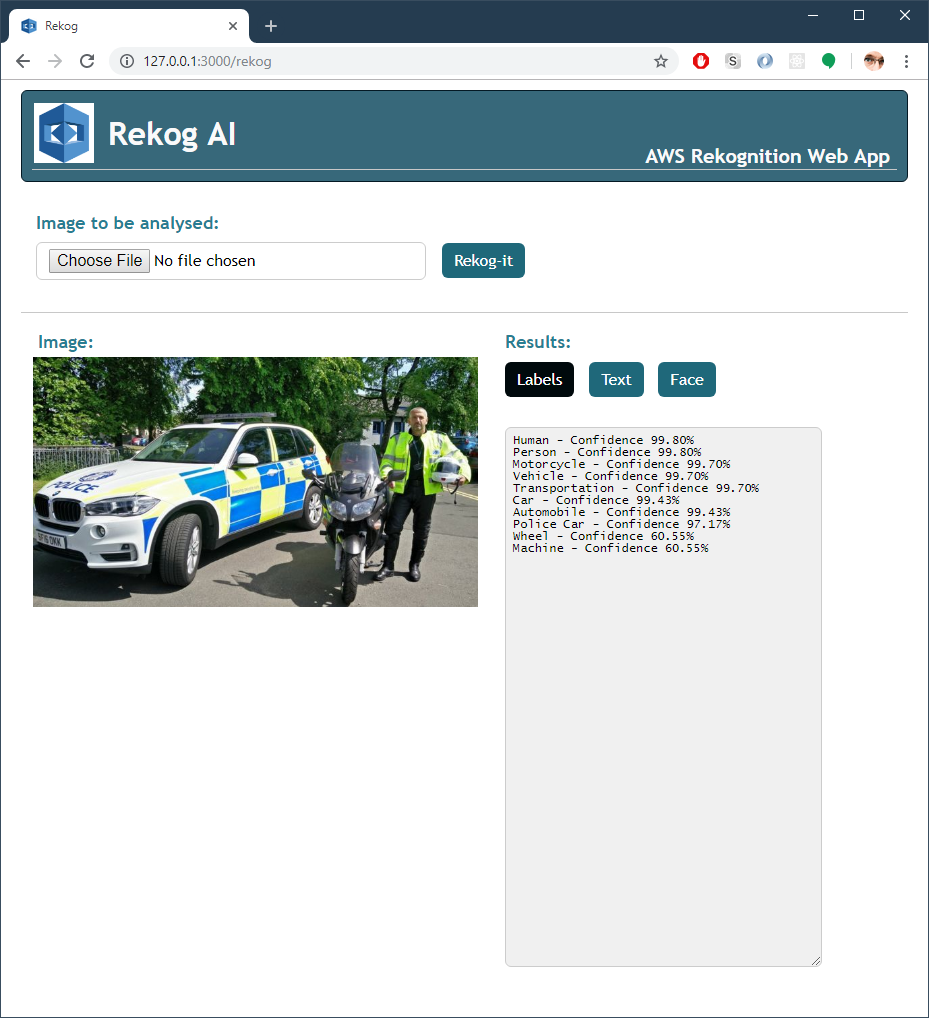 Rekog
127.0.0.1:3000/rekog
S
Rekog AI
AWS Rekognition Web App
Image to be analysed:
Choose File No file chosen
Rekog-it
Image:
POLICE
Results:
Labels Text Face
Human - Confidence 99.80%
Person - Confidence 99.80%
Motorcycle - Confidence 99.70%
Vehicle - Confidence 99.70%
Transportation - Confidence 99.70%
Car - Confidence 99.43%
Automobile - Confidence 99.43%
Police Car - Confidence 97.17%
Wheel - Confidence 60.55%
Machine - Confidence 60.55%